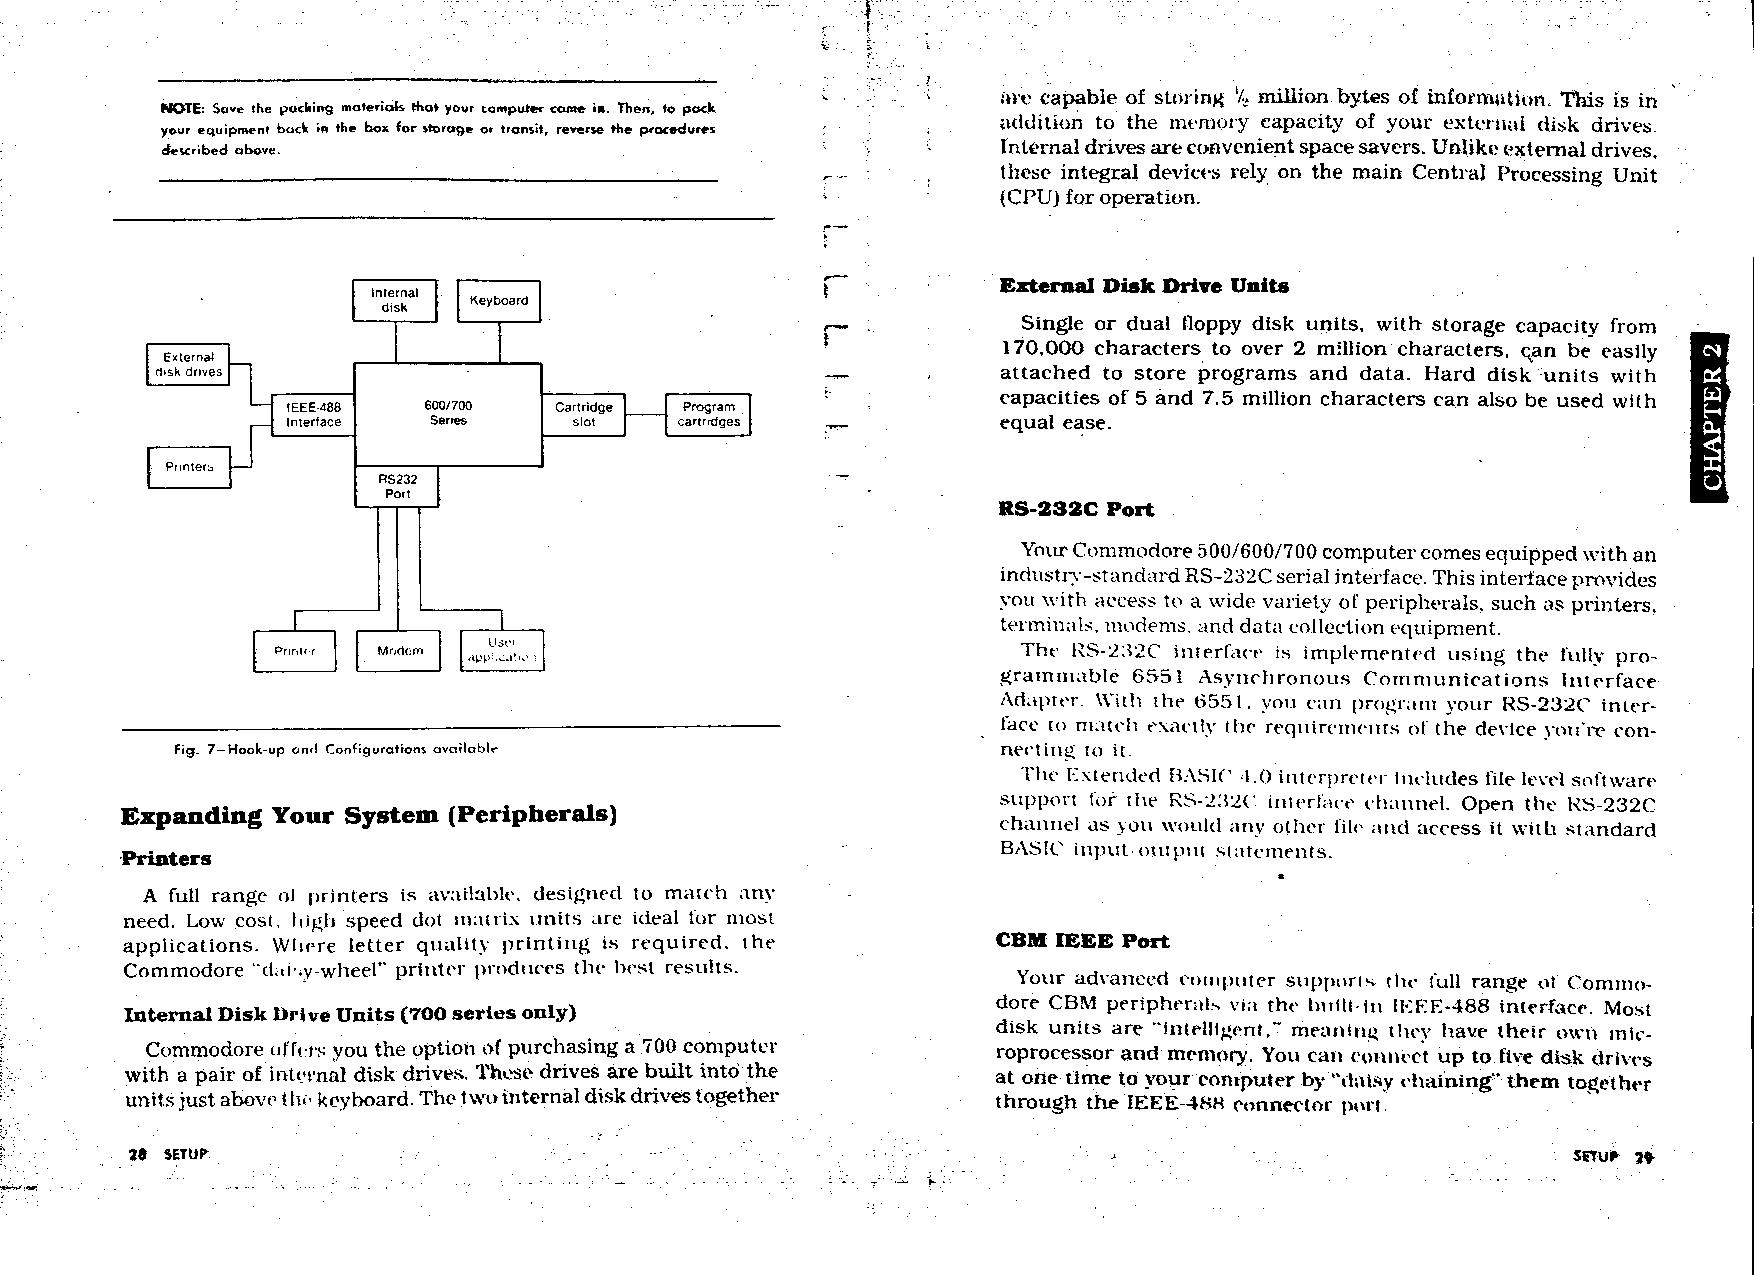 NOTE: Save the packing materials that your computer came in. Then, to pack
your equipment back in the box for storage or transit, reverse the procedures
described above.
Internal
disk
Keyboard
External
disk drives
IEEE-488
Interface
600/700
Series
Cartridge
slot
Program
cartridges
Printers
RS232
Port
Printer
Modem
User
application
Fig. 7–Hook-up and Configurations available
Expanding Your System (Peripherals)
Printers
A full range of printers is available, designed to match any
need. Low cost, high speed dot matrix units are ideal for most
applications. Where letter quality printing is required, the
Commodore "daisy-wheel" printer produces the best results.
Internal Disk Drive Units (700 series only)
Commodore offers you the option of purchasing a 700 computer
with a pair of internal disk drives. These drives are built into the
units just above the keyboard. The two internal disk drives together
28 SETUP
are capable of storing ½ million bytes of information. This is in
addition to the memory capacity of your external disk drives.
Internal drives are convenient space savers. Unlike external drives,
these integral devices rely on the main Central Processing Unit
(CPU) for operation.
External Disk Drive Units
Single or dual floppy disk units, with storage capacity from
170,000 characters to over 2 million characters, can be easily
attached to store programs and data. Hard disk units with
capacities of 5 and 7.5 million characters can also be used with
equal ease.
RS-232C Port
Your Commodore 500/600/700 computer comes equipped with an
industry-standard RS-232C serial interface. This interface provides
you with access to a wide variety of peripherals, such as printers,
terminals, modems, and data collection equipment.
The RS-232C interface is implemented using the fully pro-
grammable 6551 Asynchronous Communications Interface
Adapter. With the 6551, you can program your RS-232C inter-
face to match exactly the requirements of the device you're con-
necting to it.
The Extended BASIC 4.0 interpreter includes file level software
support for the RS-232C interface channel. Open the RS-232C
channel as you would any other file and access it with standard
BASIC input-output statements.
CBM IEEE Port
Your advanced computer supports the full range of Commo-
dore CBM peripherals via the built-in IEEE-488 interface. Most
disk units are "intelligent," meaning they have their own mic-
roprocessor and memory. You can connect up to five disk drives
at one time to your computer by "daisy chaining" them together
through the IEEE-488 connector port.
SETUP 29
CHAPTER 2